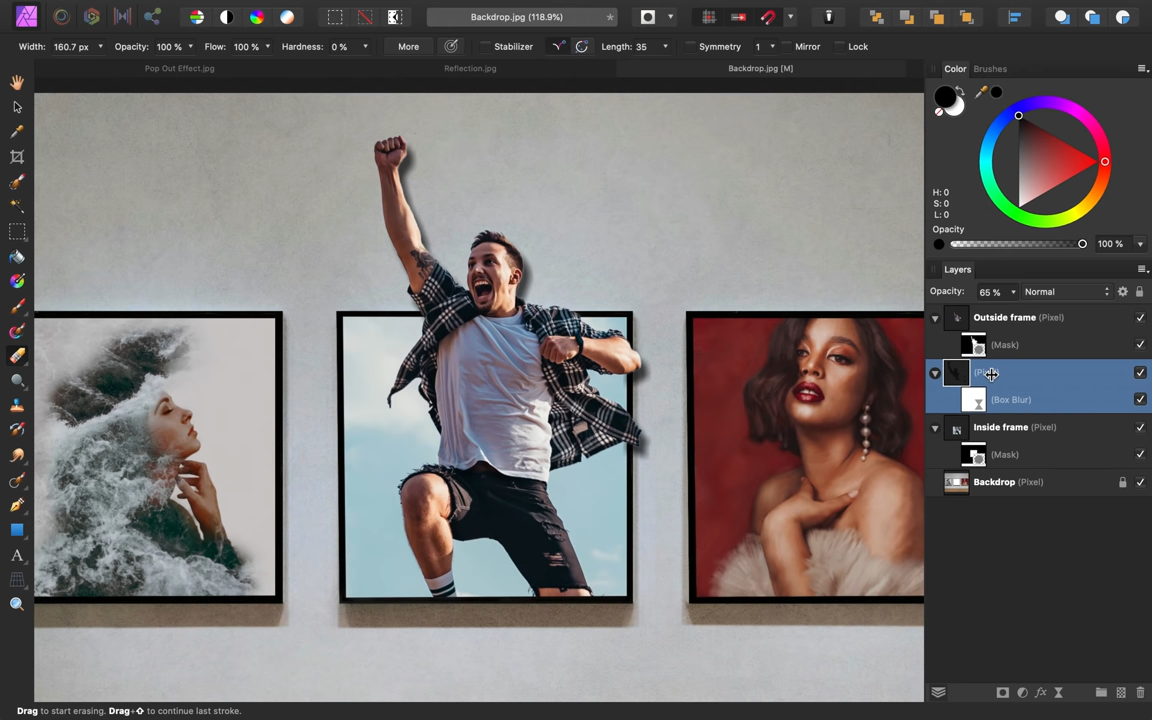 Backdrop.jpg (118.9%)
Width: 160.7 px Opacity: 100 % Flow: 100 % Hardness: 0 % More Stabilizer Length: 35 Symmetry 1 Mirror Lock
Pop Out Effect.jpg Reflection.jpg Backdrop.jpg [M]
Color Brushes
H: 0
S: 0
L: 0
Opacity
100 %
Layers
Opacity: 65 % Normal
Outside frame (Pixel)
(Mask)
(Box Blur)
Inside frame (Pixel)
(Mask)
Backdrop (Pixel)
Drag to start erasing. Drag+⇧ to continue last stroke.